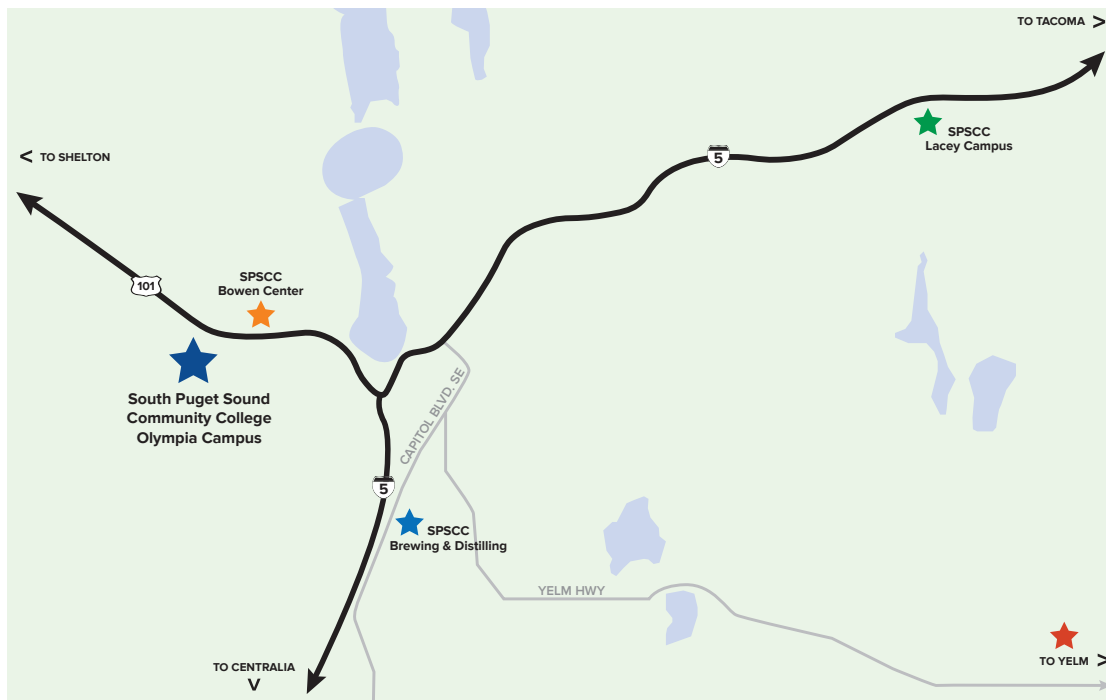 TO TACOMA >
SPSCC
Lacey Campus
5
< TO SHELTON
101
SPSCC
Bowen Center
South Puget Sound
Community College
Olympia Campus
CAPITOL BLVD. SE
5
SPSCC
Brewing & Distilling
YELM HWY
TO YELM >
TO CENTRALIA
V